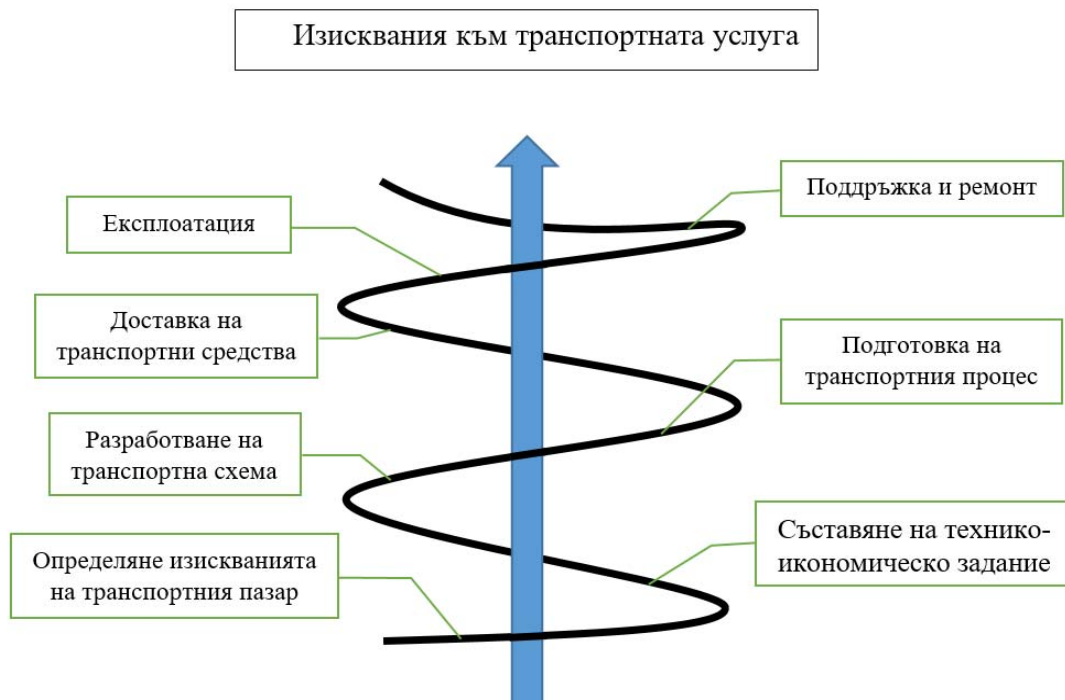 Изисквания към транспортната услуга
Поддръжка и ремонт
Експлоатация
Доставка на
транспортни средства
Подготовка на
транспортния процес
Разработване на
транспортна схема
Съставяне на технико-
икономическо задание
Определяне изискванията
на транспортния пазар